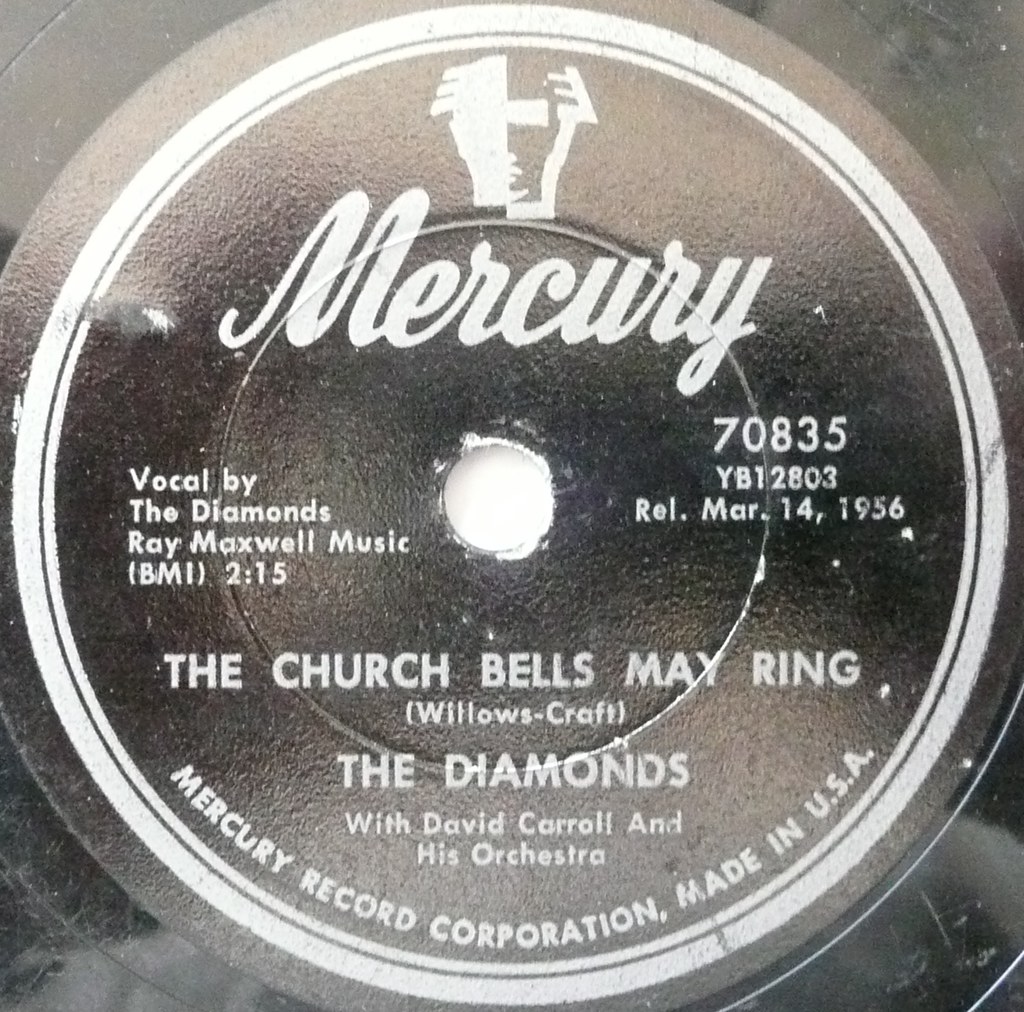 Mercury
70835
YB12803
Rel. Mar. 14, 1956
Vocal by
The Diamonds
Ray Maxwell Music
(BMI) 2:15
THE CHURCH BELLS MAY RING
(Willows-Craft)
THE DIAMONDS
With David Carroll And
His Orchestra
MERCURY RECORD CORPORATION, MADE IN U.S.A.